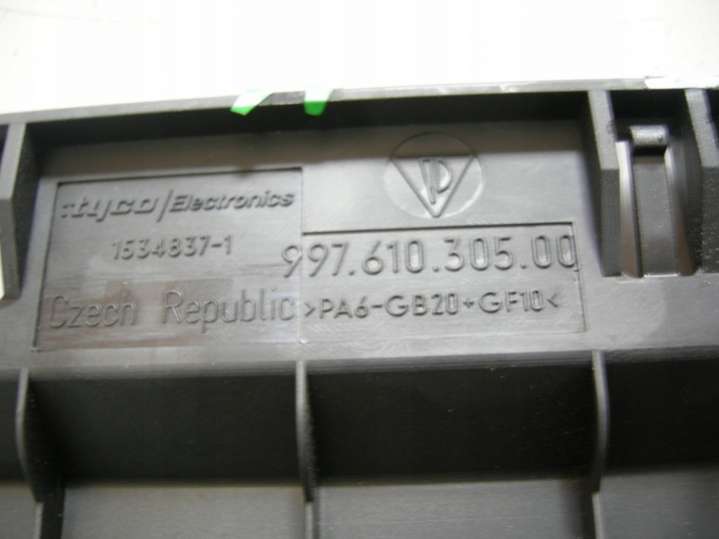 tyco / Electronics
1534837-1
997.610.305.00
Czech Republic >PA6-GB20+GF10<